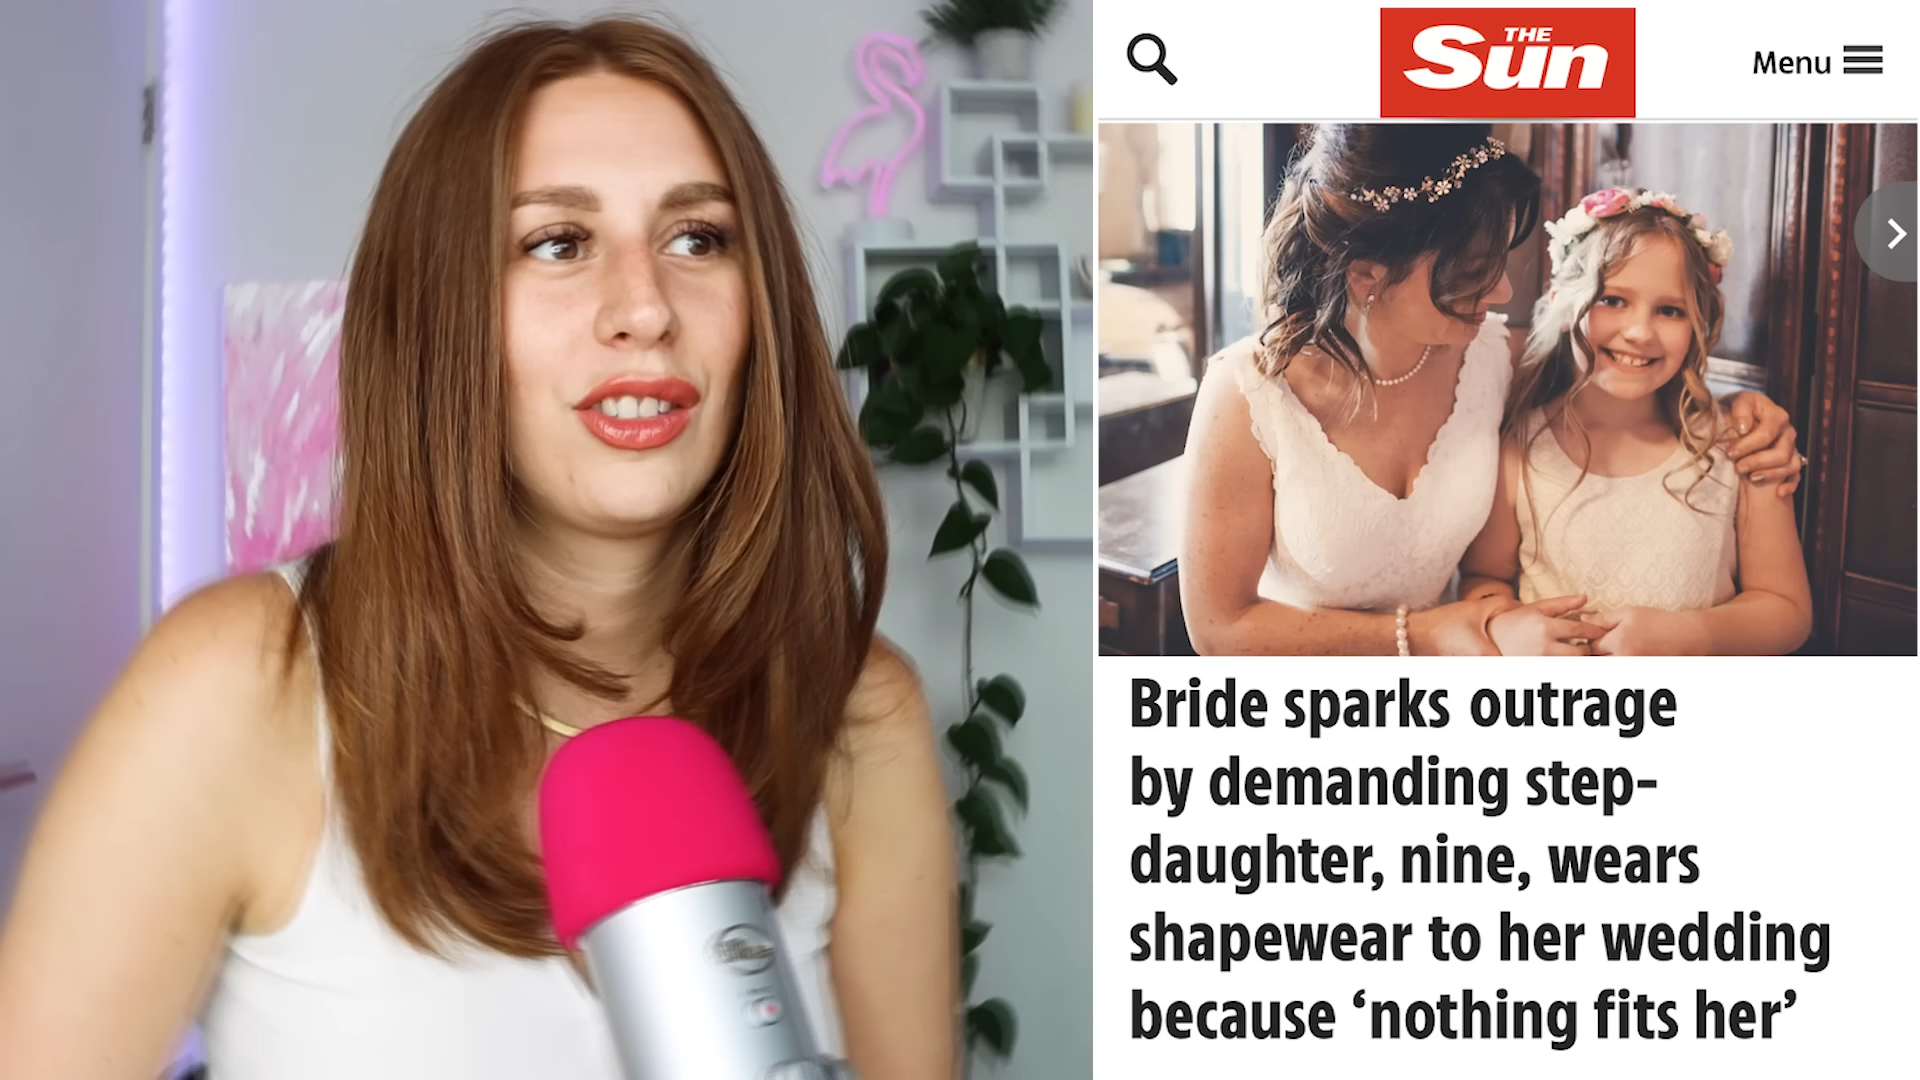 THE
Sun
Menu
Bride sparks outrage
by demanding step-
daughter, nine, wears
shapewear to her wedding
because ‘nothing fits her’